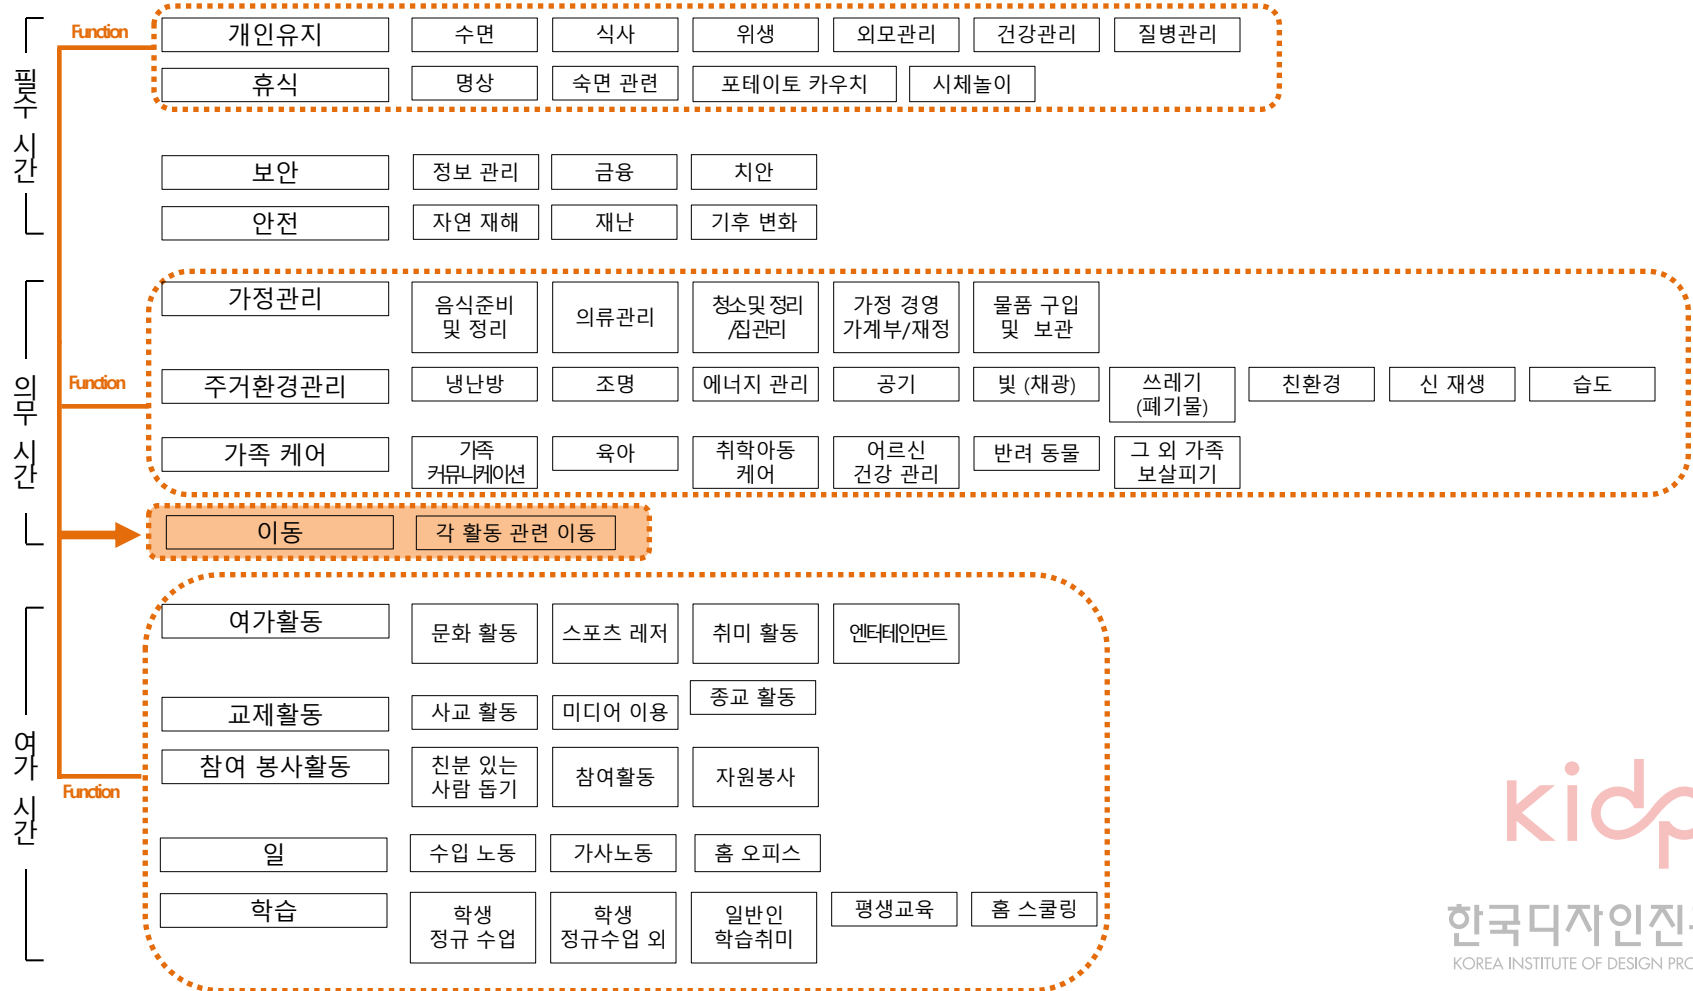 필수 시간
Function
개인유지
수면
식사
위생
외모관리
건강관리
질병관리
휴식
명상
숙면 관련
포테이토 카우치
시체놀이
보안
정보 관리
금융
치안
안전
자연 재해
재난
기후 변화
의무 시간
Function
가정관리
음식준비
및 정리
의류관리
청소및 정리
/집관리
가정 경영
가계부/재정
물품 구입
및 보관
주거환경관리
냉난방
조명
에너지 관리
공기
빛 (채광)
쓰레기
(폐기물)
친환경
신 재생
습도
가족 케어
가족
커뮤니케이션
육아
취학아동
케어
어르신
건강 관리
반려 동물
그 외 가족
보살피기
이동
각 활동 관련 이동
여가 시간
Function
여가활동
문화 활동
스포츠 레저
취미 활동
엔터테인먼트
교제활동
사교 활동
미디어 이용
종교 활동
참여 봉사활동
친분 있는
사람 돕기
참여활동
자원봉사
일
수입 노동
가사노동
홈 오피스
학습
학생
정규 수업
학생
정규수업 외
일반인
학습취미
평생교육
홈 스쿨링
kidp
한국디자인진
KOREA INSTITUTE OF DESIGN PRO